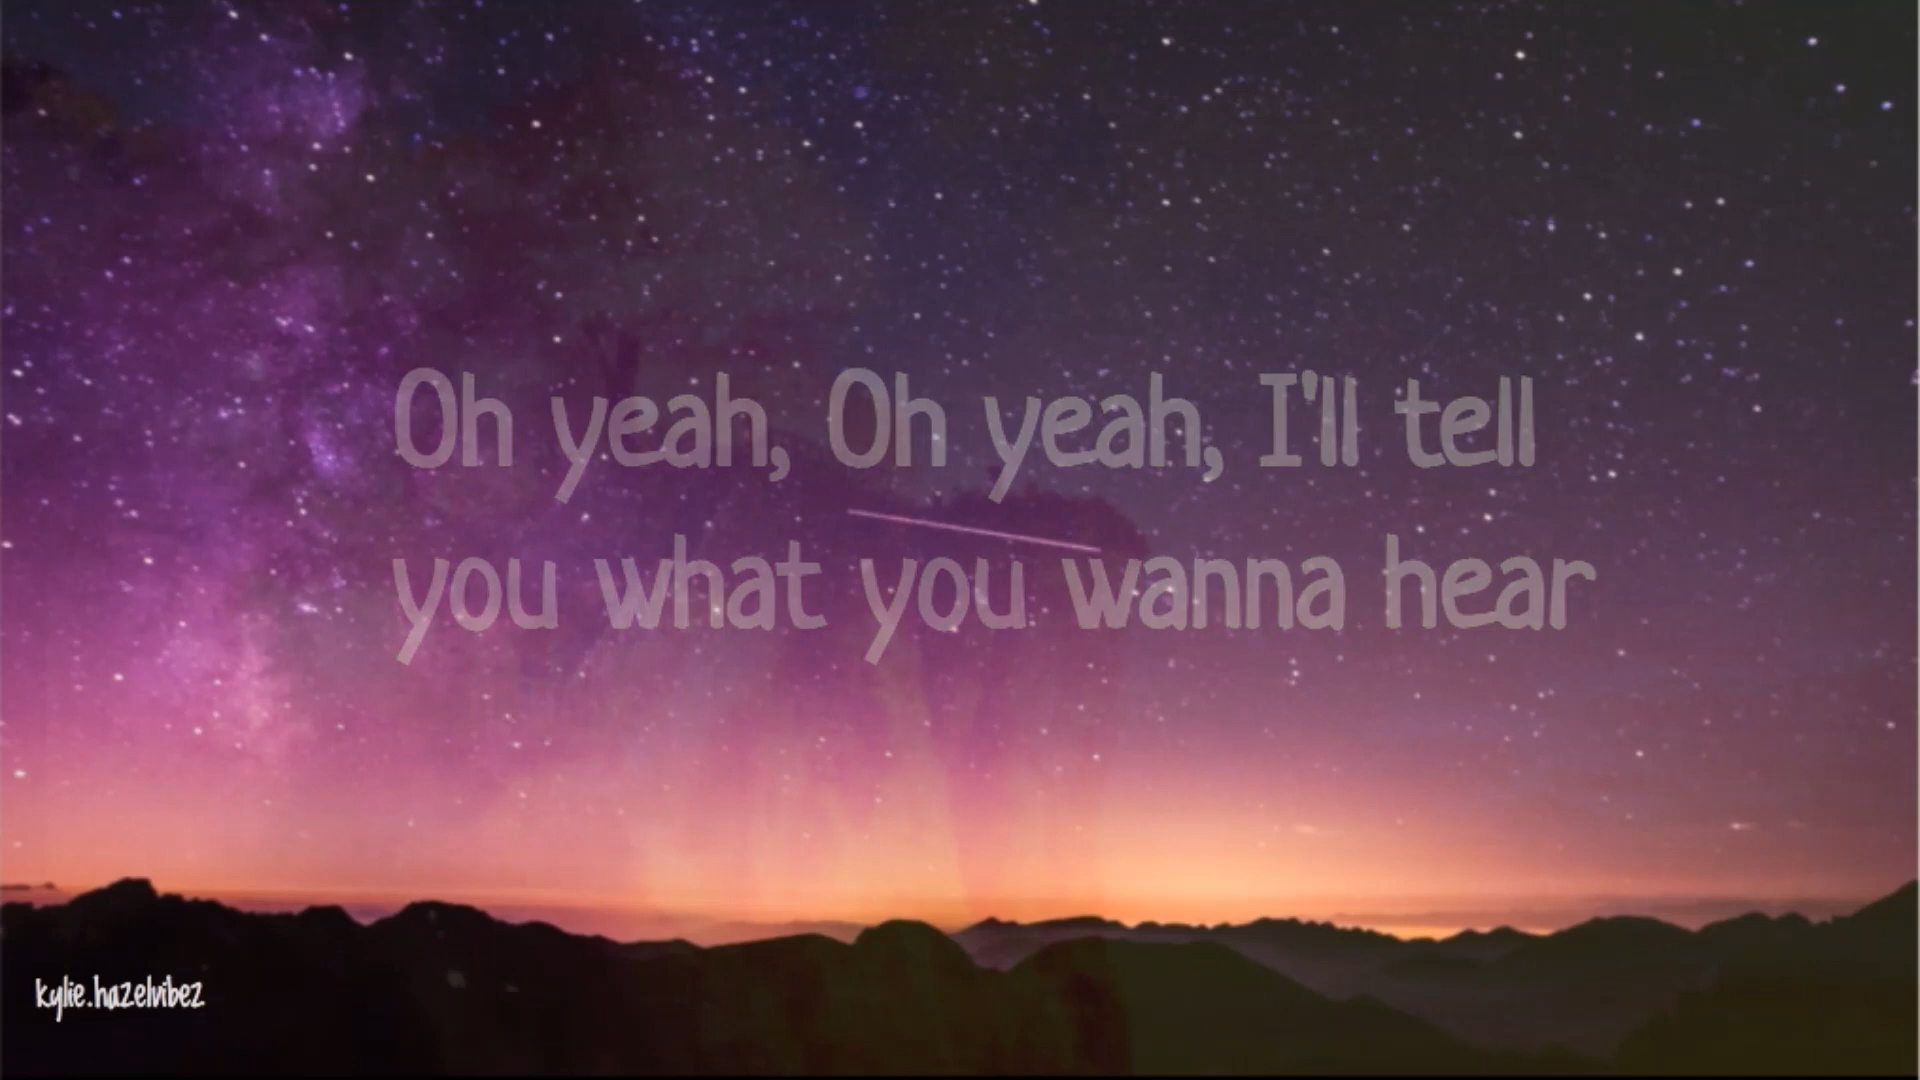 Oh yeah, Oh yeah, I'll tell
you what you wanna hear
kylie.hazelvibez